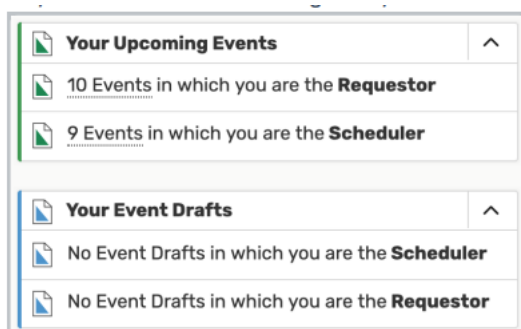 Your Upcoming Events
10 Events in which you are the Requestor
9 Events in which you are the Scheduler
Your Event Drafts
No Event Drafts in which you are the Scheduler
No Event Drafts in which you are the Requestor